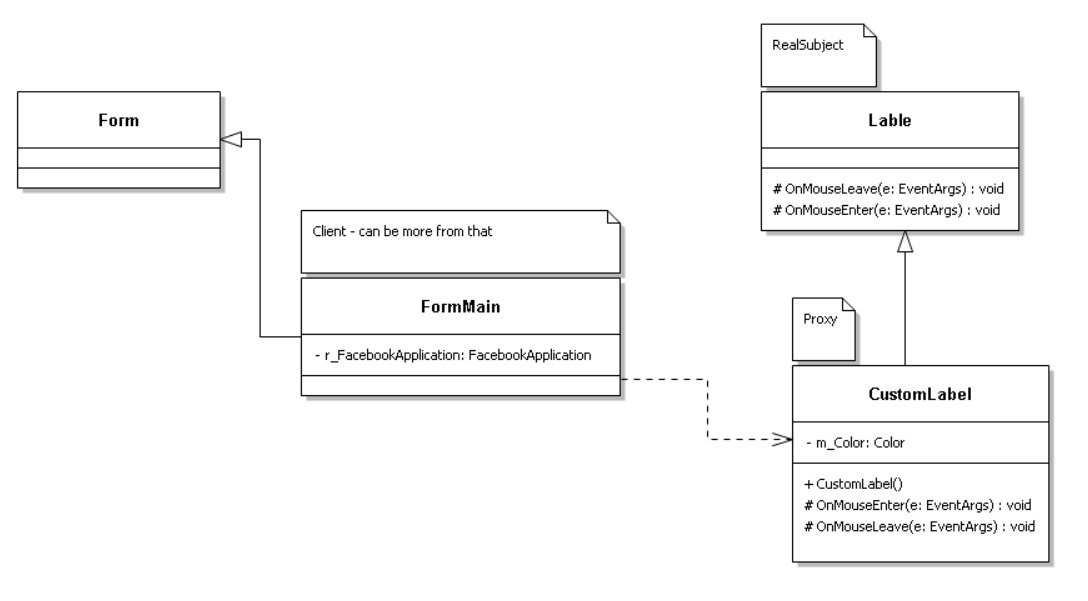 RealSubject
Form
Lable
# OnMouseLeave(e: EventArgs) : void
# OnMouseEnter(e: EventArgs) : void
Client - can be more from that
FormMain
- r_FacebookApplication: FacebookApplication
Proxy
CustomLabel
- m_Color: Color
+ CustomLabel()
# OnMouseEnter(e: EventArgs) : void
# OnMouseLeave(e: EventArgs) : void